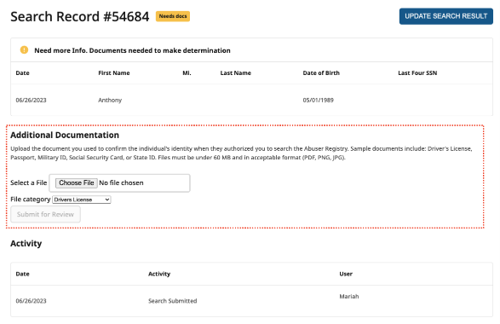 Search Record #54684 Needs docs UPDATE SEARCH RESULT
Need more Info. Documents needed to make determination
Date First Name MI. Last Name Date of Birth Last Four SSN
06/26/2023 Anthony 05/01/1989
Additional Documentation
Upload the document you used to confirm the individual's identity when they authorized you to search the Abuser Registry. Sample documents include: Driver's License,
Passport, Military ID, Social Security Card, or State ID. Files must be under 60 MB and in acceptable format (PDF, PNG, JPG).
Select a File Choose File No file chosen
File category Drivers License
Submit for Review
Activity
Date Activity User
06/26/2023 Search Submitted Mariah